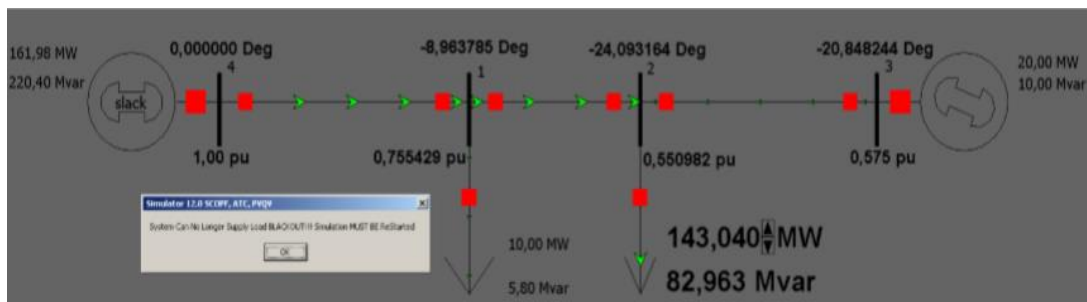 161,98 MW
220,40 Mvar
slack
0,000000 Deg
4
1,00 pu
-8,963785 Deg
1
0,755429 pu
-24,093164 Deg
2
0,550982 pu
-20,848244 Deg
3
0,575 pu
20,00 MW
10,00 Mvar
Simulator 12.0 SCOPF, ATC, PVQV
System Can No Longer Supply Load BLACKOUT!!! Simulation MUST BE ReStarted
OK
10,00 MW
5,80 Mvar
143,040 MW
82,963 Mvar